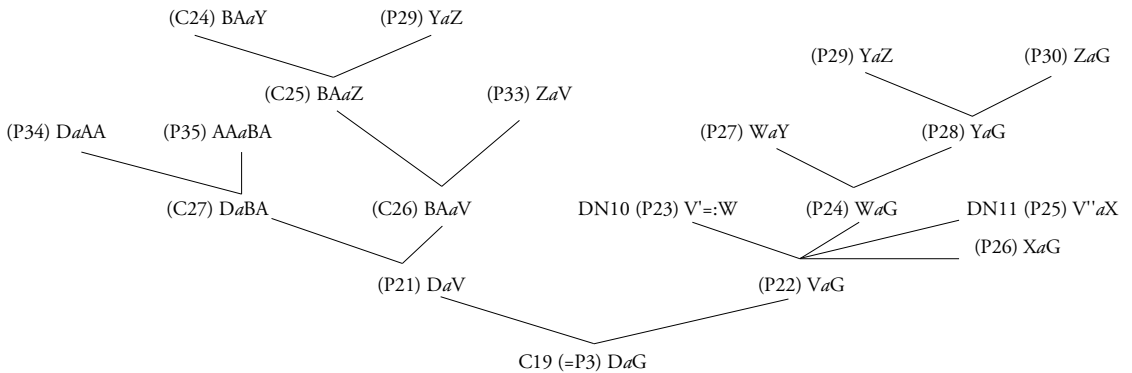 (C24) BAaY (P29) YaZ
(P29) YaZ (P30) ZaG
(C25) BAaZ (P33) ZaV
(P34) DaAA (P35) AAaBA (P27) WaY (P28) YaG
(C27) DaBA (C26) BAaV DN10 (P23) V'=:W (P24) WaG DN11 (P25) V''aX
(P26) XaG
(P21) DaV (P22) VaG
C19 (=P3) DaG